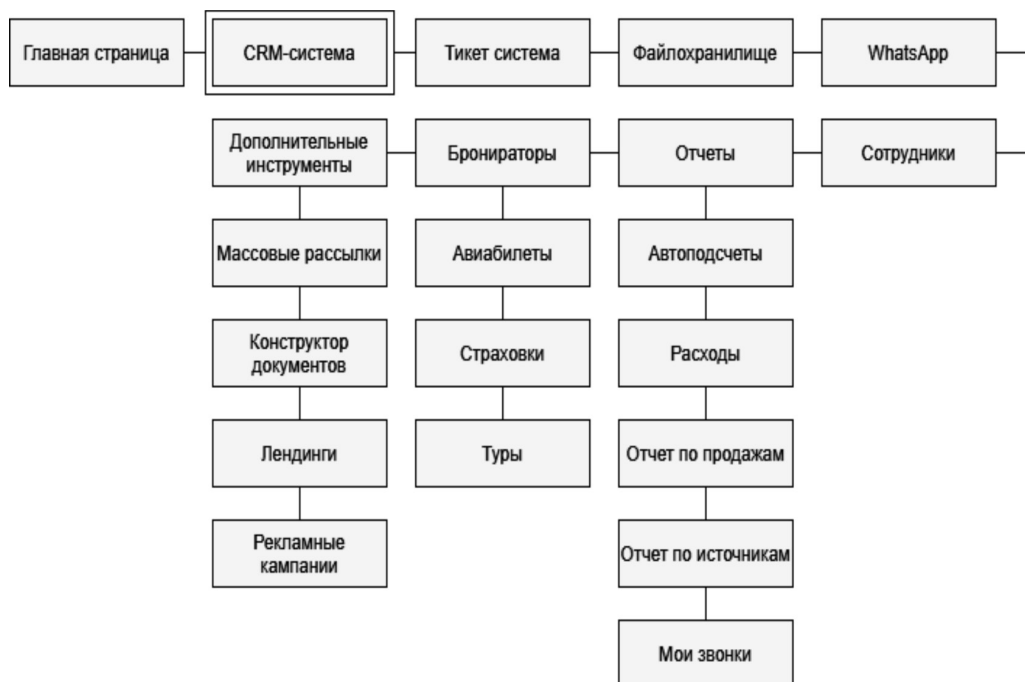 Главная страница
CRM-система
Тикет система
Файлохранилище
WhatsApp
Дополнительные
инструменты
Бронираторы
Отчеты
Сотрудники
Массовые рассылки
Авиабилеты
Автоподсчеты
Конструктор
документов
Страховки
Расходы
Лендинги
Туры
Отчет по продажам
Рекламные
кампании
Отчет по источникам
Мои звонки